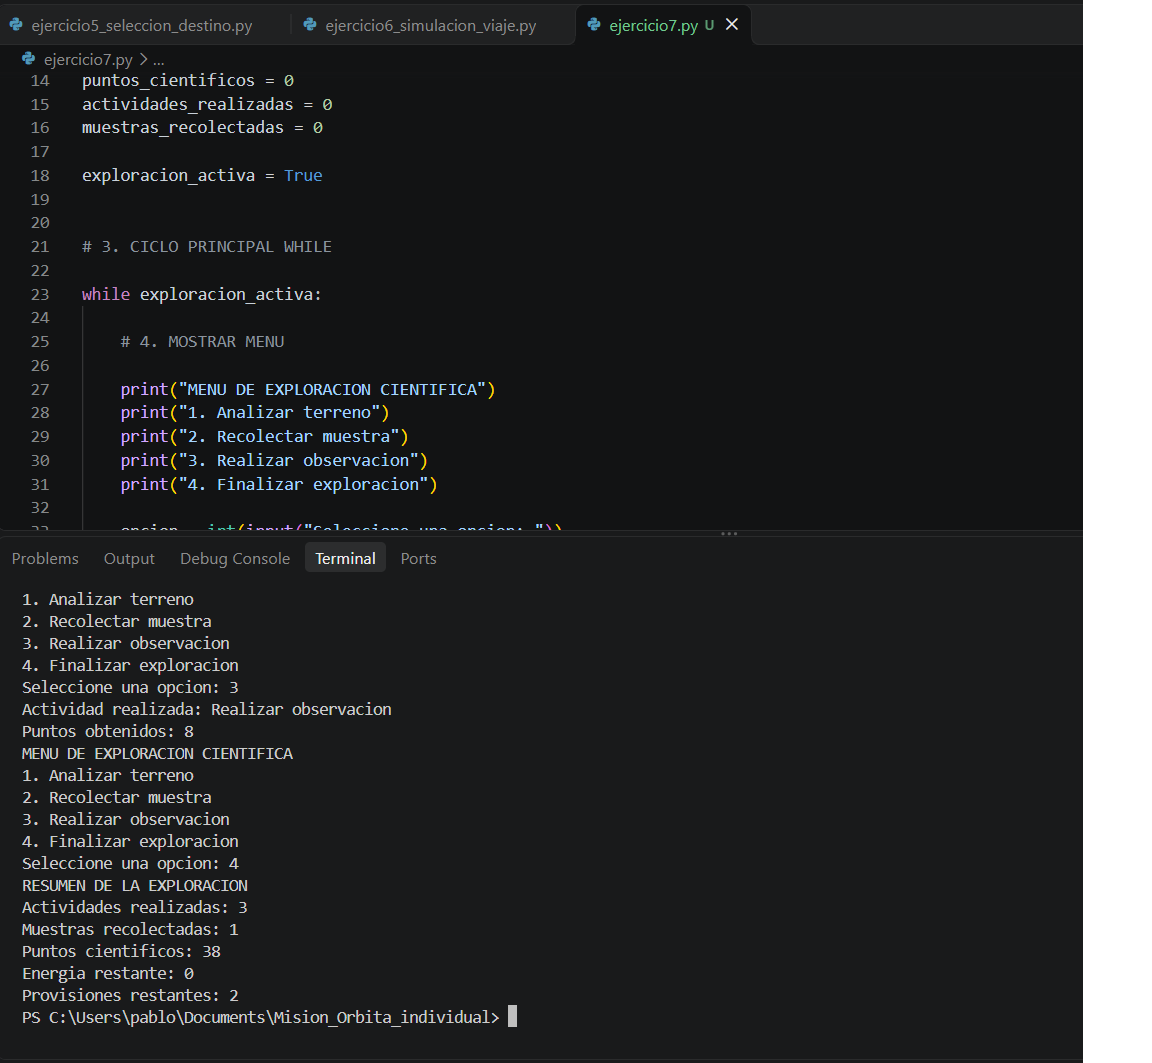 ejercicio5_seleccion_destino.py ejercicio6_simulacion_viaje.py ejercicio7.py U
ejercicio7.py > ...
14 puntos_cientificos = 0
15 actividades_realizadas = 0
16 muestras_recolectadas = 0
17
18 exploracion_activa = True
19
20
21 # 3. CICLO PRINCIPAL WHILE
22
23 while exploracion_activa:
24
25 # 4. MOSTRAR MENU
26
27 print("MENU DE EXPLORACION CIENTIFICA")
28 print("1. Analizar terreno")
29 print("2. Recolectar muestra")
30 print("3. Realizar observacion")
31 print("4. Finalizar exploracion")
32
33 opcion = int(input("Seleccione una opcion: "))
Problems Output Debug Console Terminal Ports
1. Analizar terreno
2. Recolectar muestra
3. Realizar observacion
4. Finalizar exploracion
Seleccione una opcion: 3
Actividad realizada: Realizar observacion
Puntos obtenidos: 8
MENU DE EXPLORACION CIENTIFICA
1. Analizar terreno
2. Recolectar muestra
3. Realizar observacion
4. Finalizar exploracion
Seleccione una opcion: 4
RESUMEN DE LA EXPLORACION
Actividades realizadas: 3
Muestras recolectadas: 1
Puntos cientificos: 38
Energia restante: 0
Provisiones restantes: 2
PS C:\Users\pablo\Documents\Mision_Orbita_individual>